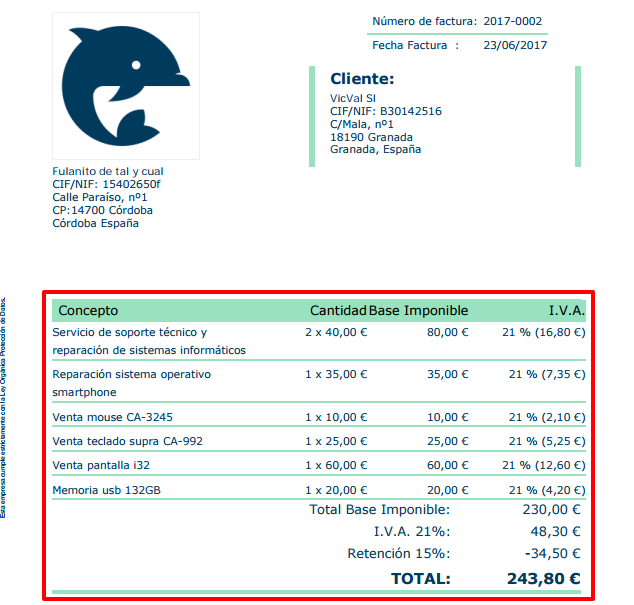 Número de factura: 2017-0002
Fecha Factura : 23/06/2017
Cliente:
VicVal Sl
CIF/NIF: B30142516
C/Mala, nº1
18190 Granada
Granada, España
Fulanito de tal y cual
CIF/NIF: 15402650f
Calle Paraíso, nº1
CP:14700 Córdoba
Córdoba España
Esta empresa cumple estrictamente con la Ley Orgánica Protección de Datos.
Concepto Cantidad Base Imponible I.V.A.
Servicio de soporte técnico y 2 x 40,00 € 80,00 € 21 % (16,80 €)
reparación de sistemas informáticos
Reparación sistema operativo 1 x 35,00 € 35,00 € 21 % (7,35 €)
smartphone
Venta mouse CA-3245 1 x 10,00 € 10,00 € 21 % (2,10 €)
Venta teclado supra CA-992 1 x 25,00 € 25,00 € 21 % (5,25 €)
Venta pantalla i32 1 x 60,00 € 60,00 € 21 % (12,60 €)
Memoria usb 132GB 1 x 20,00 € 20,00 € 21 % (4,20 €)
Total Base Imponible: 230,00 €
I.V.A. 21%: 48,30 €
Retención 15%: -34,50 €
TOTAL: 243,80 €